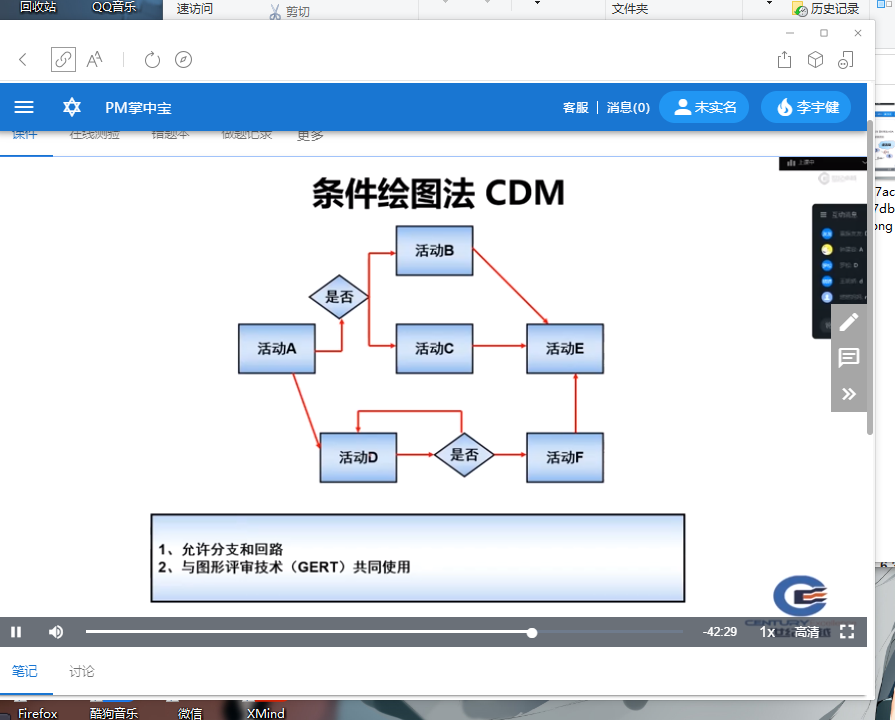 回收站
QQ音乐
速访问
剪切
文件夹
历史记录
PM掌中宝
客服
消息(0)
未实名
李宇健
课件
在线测验
错题本
做题记录
更多
条件绘图法 CDM
活动B
是否
活动A
活动C
活动E
活动D
是否
活动F
1、允许分支和回路
2、与图形评审技术（GERT）共同使用
7ac
7db
png
CENTURY
-42:29
1x
高清
笔记
讨论
Firefox
酷狗音乐
微信
XMind